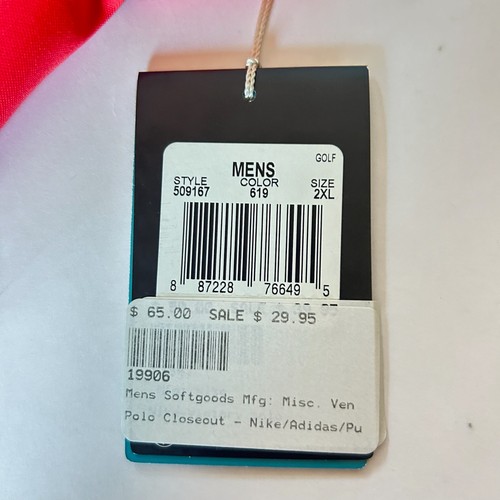 GOLF
MENS
STYLE COLOR SIZE
509167 619 2XL
8 87228 76649 5
$ 65.00 SALE $ 29.95
19906
Mens Softgoods Mfg: Misc. Ven
Polo Closeout - Nike/Adidas/Pu